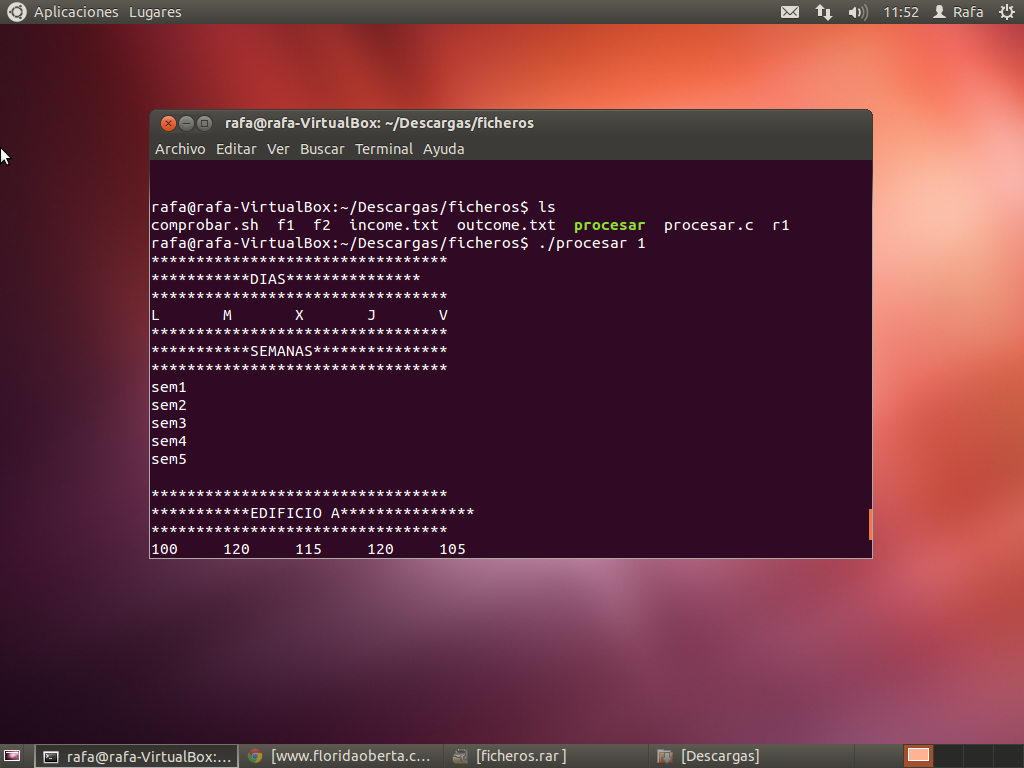 Aplicaciones Lugares 11:52 Rafa
rafa@rafa-VirtualBox: ~/Descargas/ficheros
Archivo Editar Ver Buscar Terminal Ayuda
rafa@rafa-VirtualBox:~/Descargas/ficheros$ ls
comprobar.sh f1 f2 income.txt outcome.txt procesar procesar.c r1
rafa@rafa-VirtualBox:~/Descargas/ficheros$ ./procesar 1
*********************************
***********DIAS***************
*********************************
L M X J V
*********************************
***********SEMANAS***************
*********************************
sem1
sem2
sem3
sem4
sem5
*********************************
***********EDIFICIO A***************
*********************************
100 120 115 120 105
rafa@rafa-VirtualBox:... [www.floridaoberta.c... [ficheros.rar ] [Descargas]